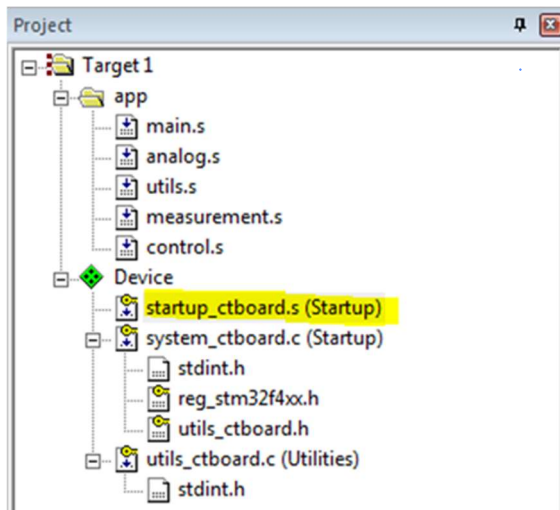 Project
Target 1
app
main.s
analog.s
utils.s
measurement.s
control.s
Device
startup_ctboard.s (Startup)
system_ctboard.c (Startup)
stdint.h
reg_stm32f4xx.h
utils_ctboard.h
utils_ctboard.c (Utilities)
stdint.h